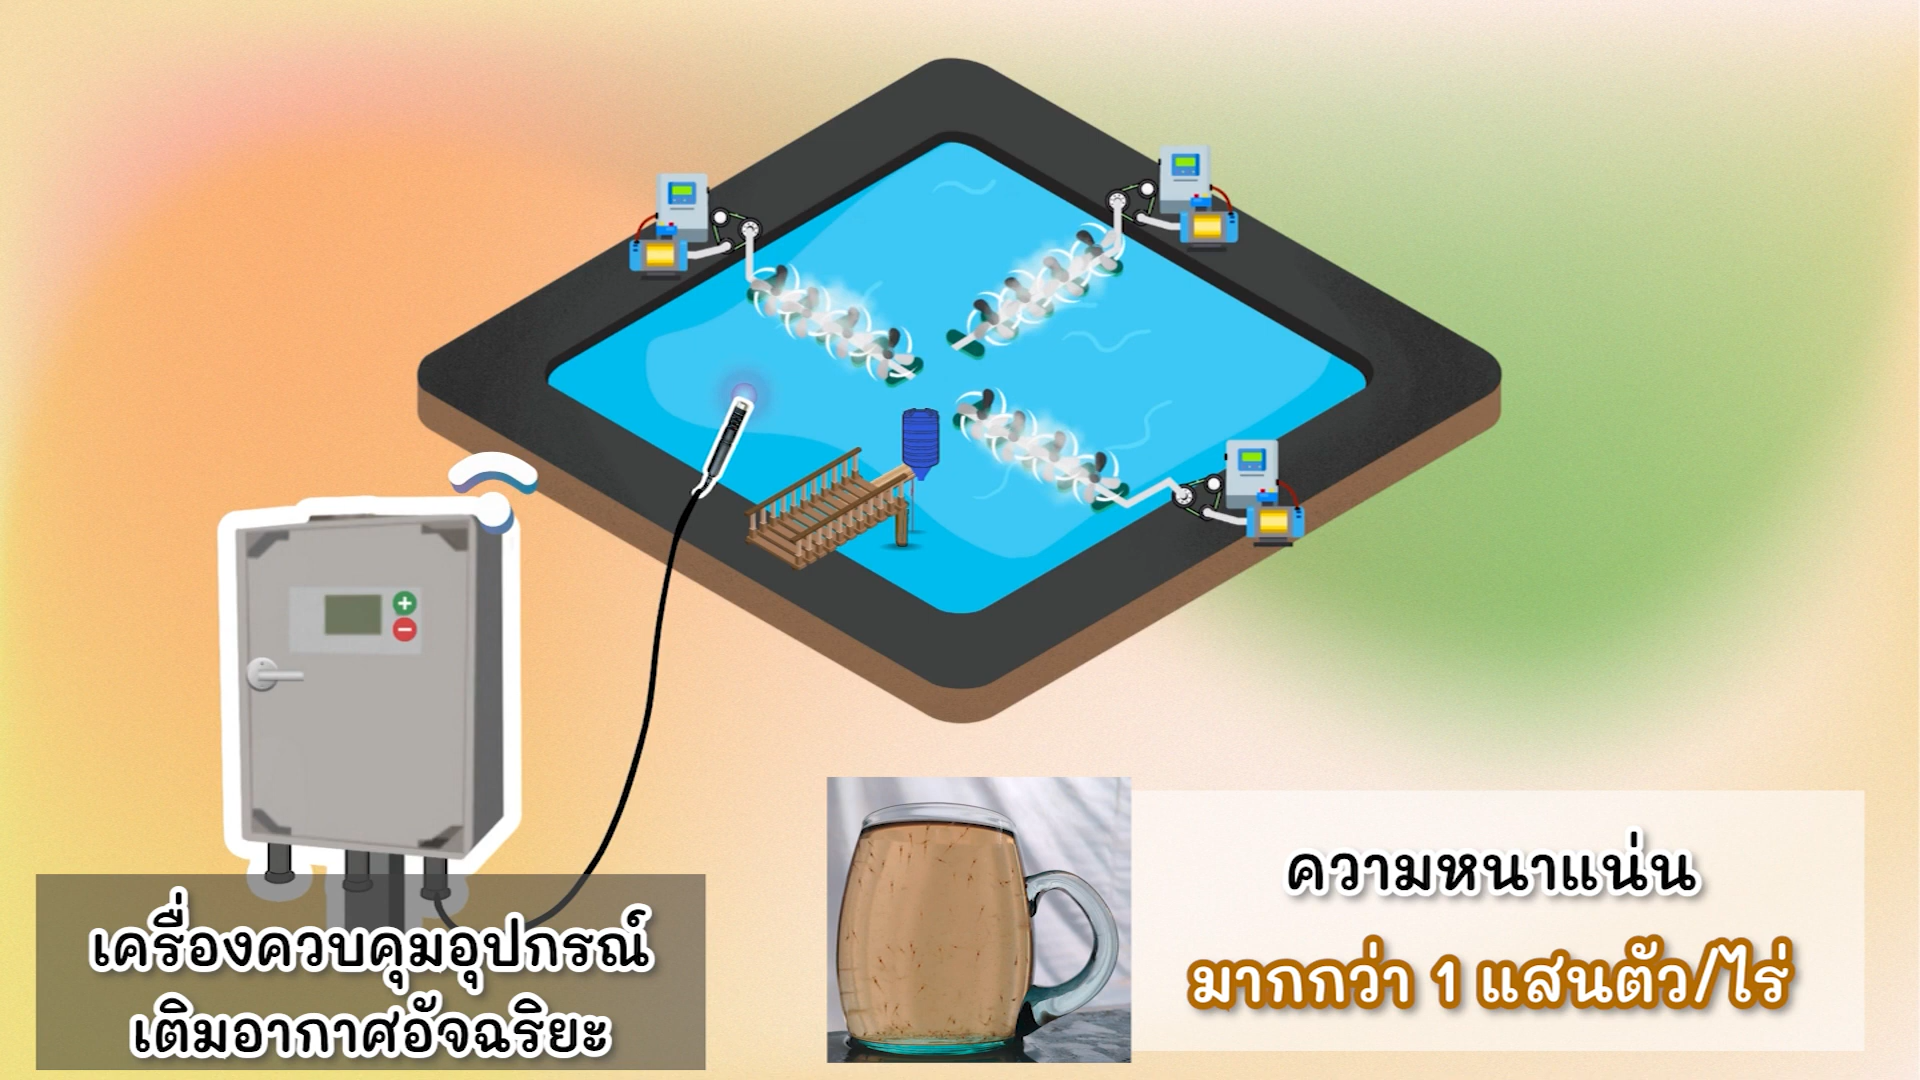 เครื่องควบคุมอุปกรณ์
เติมอากาศอัจฉริยะ
ความหนาแน่น
มากกว่า 1 แสนตัว/ไร่